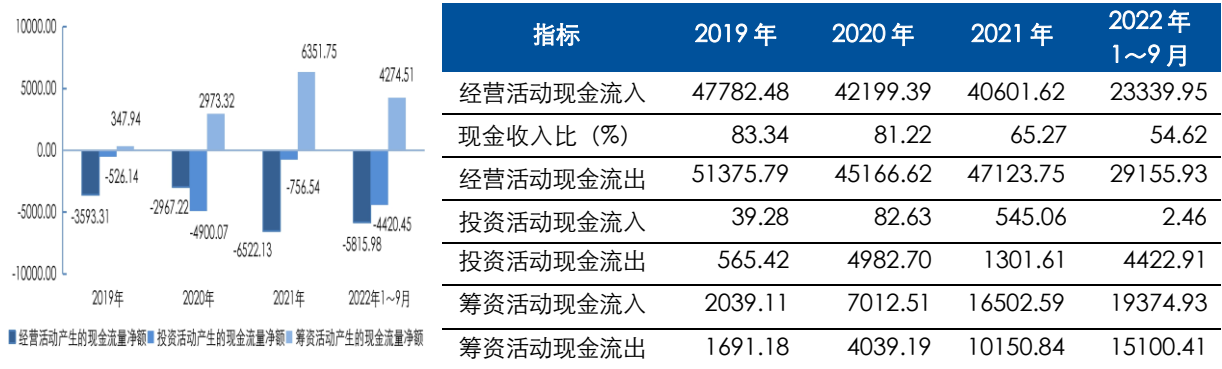 10000.00
5000.00
0.00
-5000.00
-10000.00
347.94
-526.14
-3593.31
2973.32
-2967.22
-4900.07
6351.75
-756.54
-6522.13
4274.51
-4420.45
-5815.98
2019年 2020年 2021年 2022年1~9月
经营活动产生的现金流量净额 投资活动产生的现金流量净额 筹资活动产生的现金流量净额
指标 2019 年 2020 年 2021 年 2022 年
1～9 月
经营活动现金流入 47782.48 42199.39 40601.62 23339.95
现金收入比（%） 83.34 81.22 65.27 54.62
经营活动现金流出 51375.79 45166.62 47123.75 29155.93
投资活动现金流入 39.28 82.63 545.06 2.46
投资活动现金流出 565.42 4982.70 1301.61 4422.91
筹资活动现金流入 2039.11 7012.51 16502.59 19374.93
筹资活动现金流出 1691.18 4039.19 10150.84 15100.41